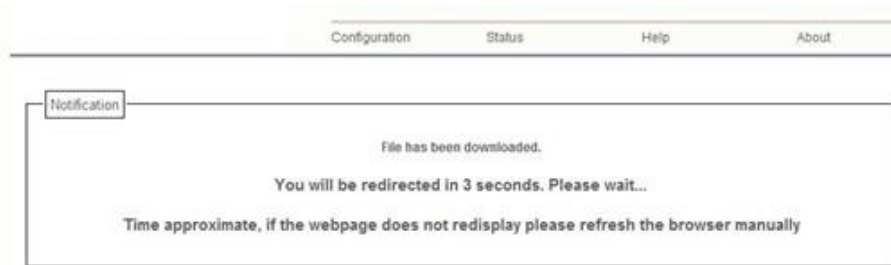 Configuration Status Help About
Notification
File has been downloaded.
You will be redirected in 3 seconds. Please wait...
Time approximate, if the webpage does not redisplay please refresh the browser manually